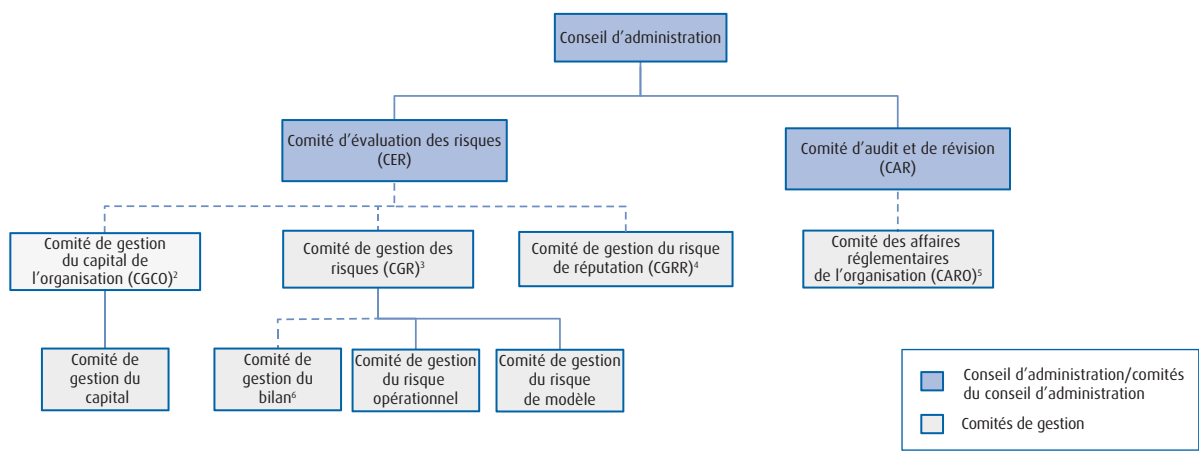 Conseil d’administration
Comité d’évaluation des risques
(CER)
Comité d’audit et de révision
(CAR)
Comité de gestion
du capital de
l’organisation (CGCO)²
Comité de gestion des
risques (CGR)³
Comité de gestion du risque
de réputation (CGRR)⁴
Comité des affaires
réglementaires
de l’organisation (CARO)⁵
Comité de
gestion du
capital
Comité de
gestion du
bilan⁶
Comité de gestion
du risque
opérationnel
Comité de gestion
du risque
de modèle
Conseil d’administration/comités
du conseil d’administration
Comités de gestion